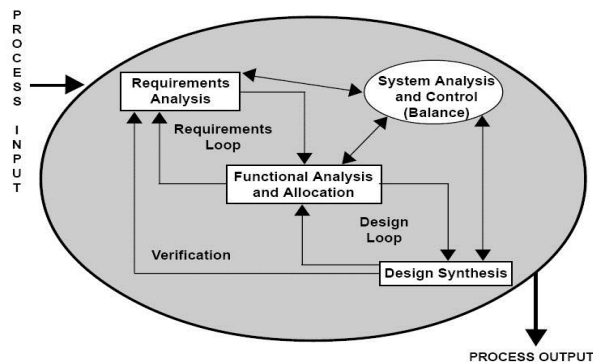 PROCESS INPUT
Requirements
Analysis
System Analysis
and Control
(Balance)
Requirements
Loop
Functional Analysis
and Allocation
Design
Loop
Verification
Design Synthesis
PROCESS OUTPUT